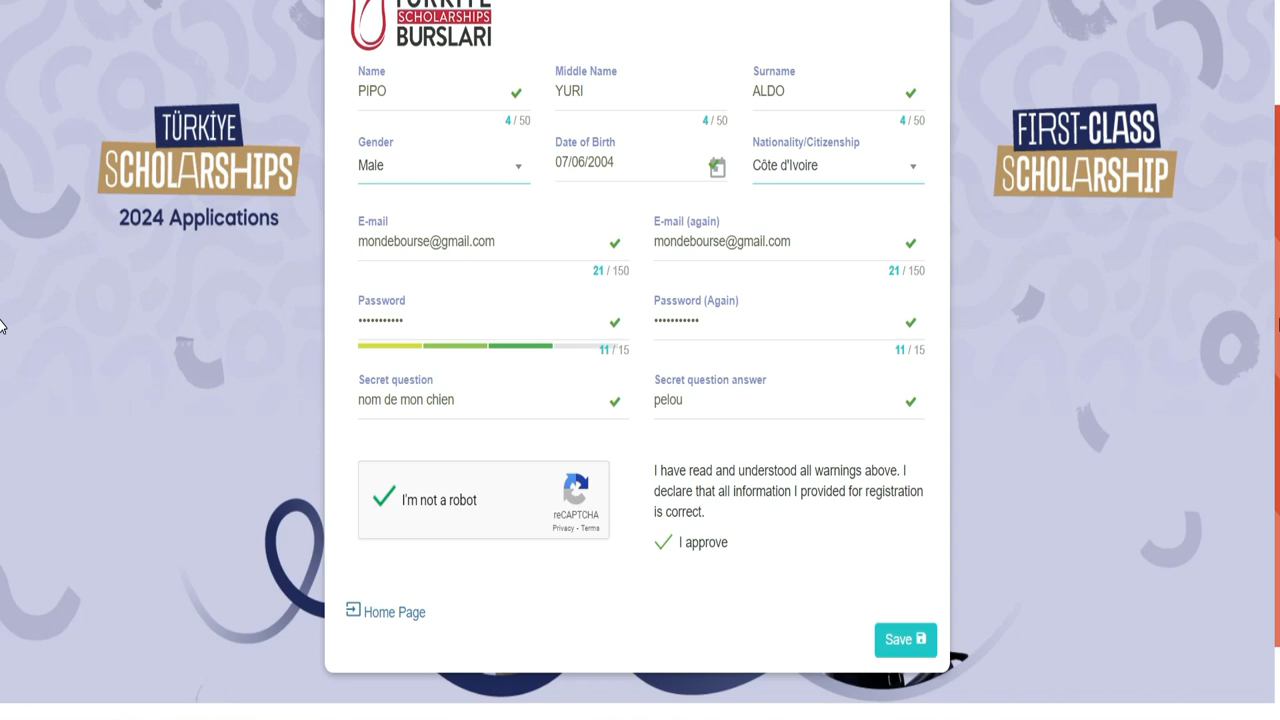 TÜRKİYE
SCHOLARSHIPS
BURSLARI
Name
PIPO
4 / 50
Middle Name
YURI
4 / 50
Surname
ALDO
4 / 50
Gender
Male
Date of Birth
07/06/2004
Nationality/Citizenship
Côte d'Ivoire
TÜRKİYE
SCHOLARSHIPS
2024 Applications
FIRST-CLASS
SCHOLARSHIP
E-mail
mondebourse@gmail.com
21 / 150
E-mail (again)
mondebourse@gmail.com
21 / 150
Password
•••••••••••
11 / 15
Password (Again)
•••••••••••
11 / 15
Secret question
nom de mon chien
Secret question answer
pelou
I'm not a robot
reCAPTCHA
Privacy - Terms
I have read and understood all warnings above. I
declare that all information I provided for registration
is correct.
I approve
Home Page
Save